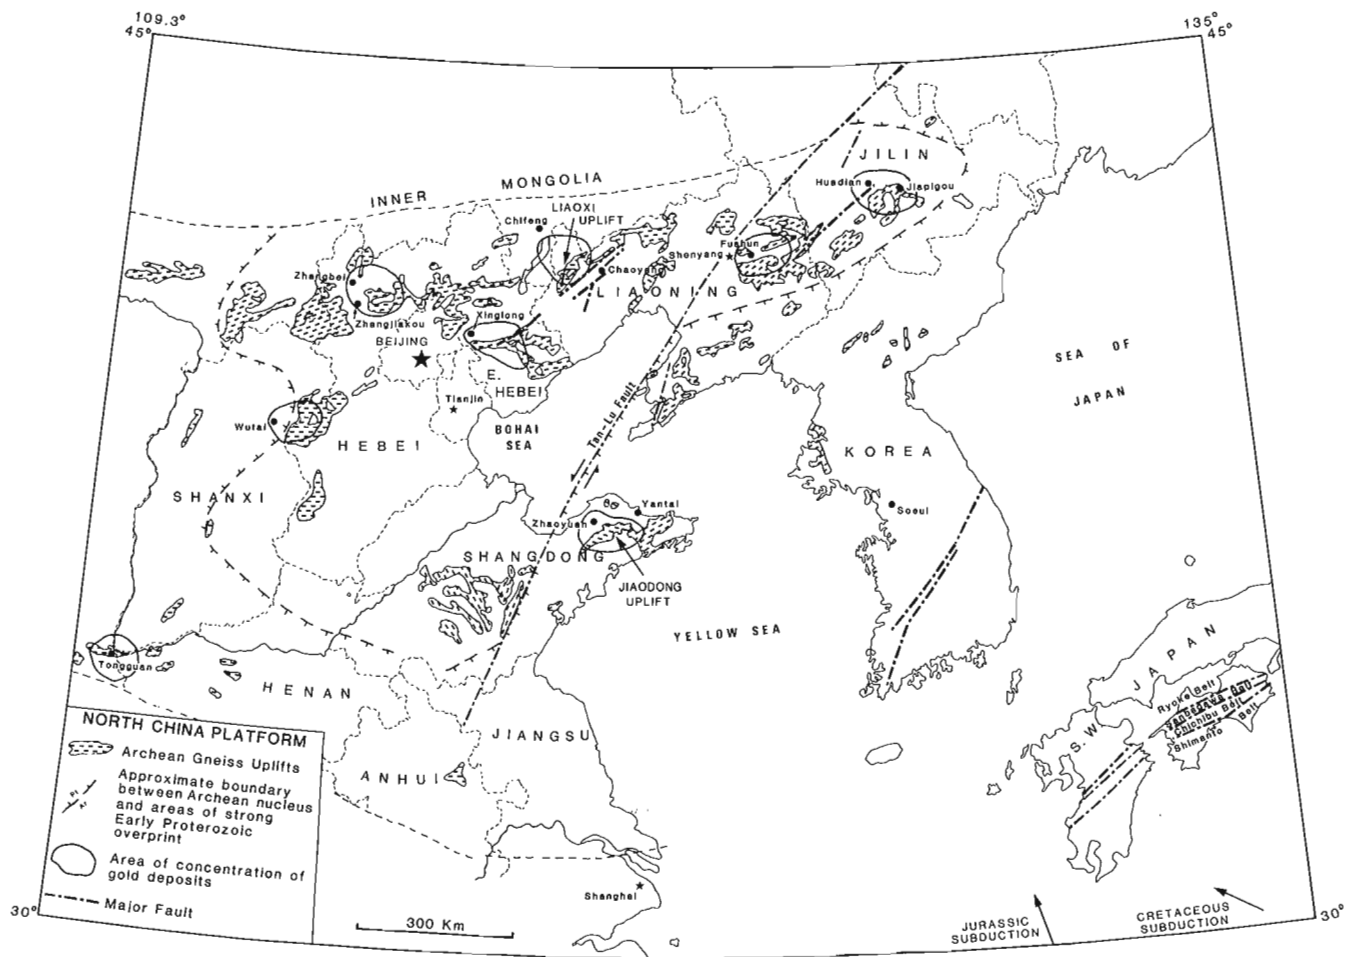 109.3°
45°
135°
45°
JILIN
INNER MONGOLIA
Huadian
Jiapigou
Chifeng
LIAOXI
UPLIFT
Fushun
Shenyang
Zhangbei
Chaoyang
LIAONING
Zhangjiakou
Xinglong
BEIJING
SEA OF
JAPAN
E.
HEBEI
Tianjin
Tan-Lu Fault
Wutai
BOHAI
SEA
HEBEI
KOREA
SHANXI
Yantai
Seoul
Zhaoyuan
SHANGDONG
JIAODONG
UPLIFT
YELLOW SEA
Tongguan
HENAN
JAPAN
S.W.
Ryoke Belt
Sanbagawa Belt
Chichibu Belt
Shimanto Belt
JIANGSU
ANHUI
NORTH CHINA PLATFORM
Archean Gneiss Uplifts
Approximate boundary
between Archean nucleus
and areas of strong
Early Proterozoic
overprint
Area of concentration of
gold deposits
Major Fault
Shanghai
300 Km
JURASSIC
SUBDUCTION
CRETACEOUS
SUBDUCTION
30°
30°